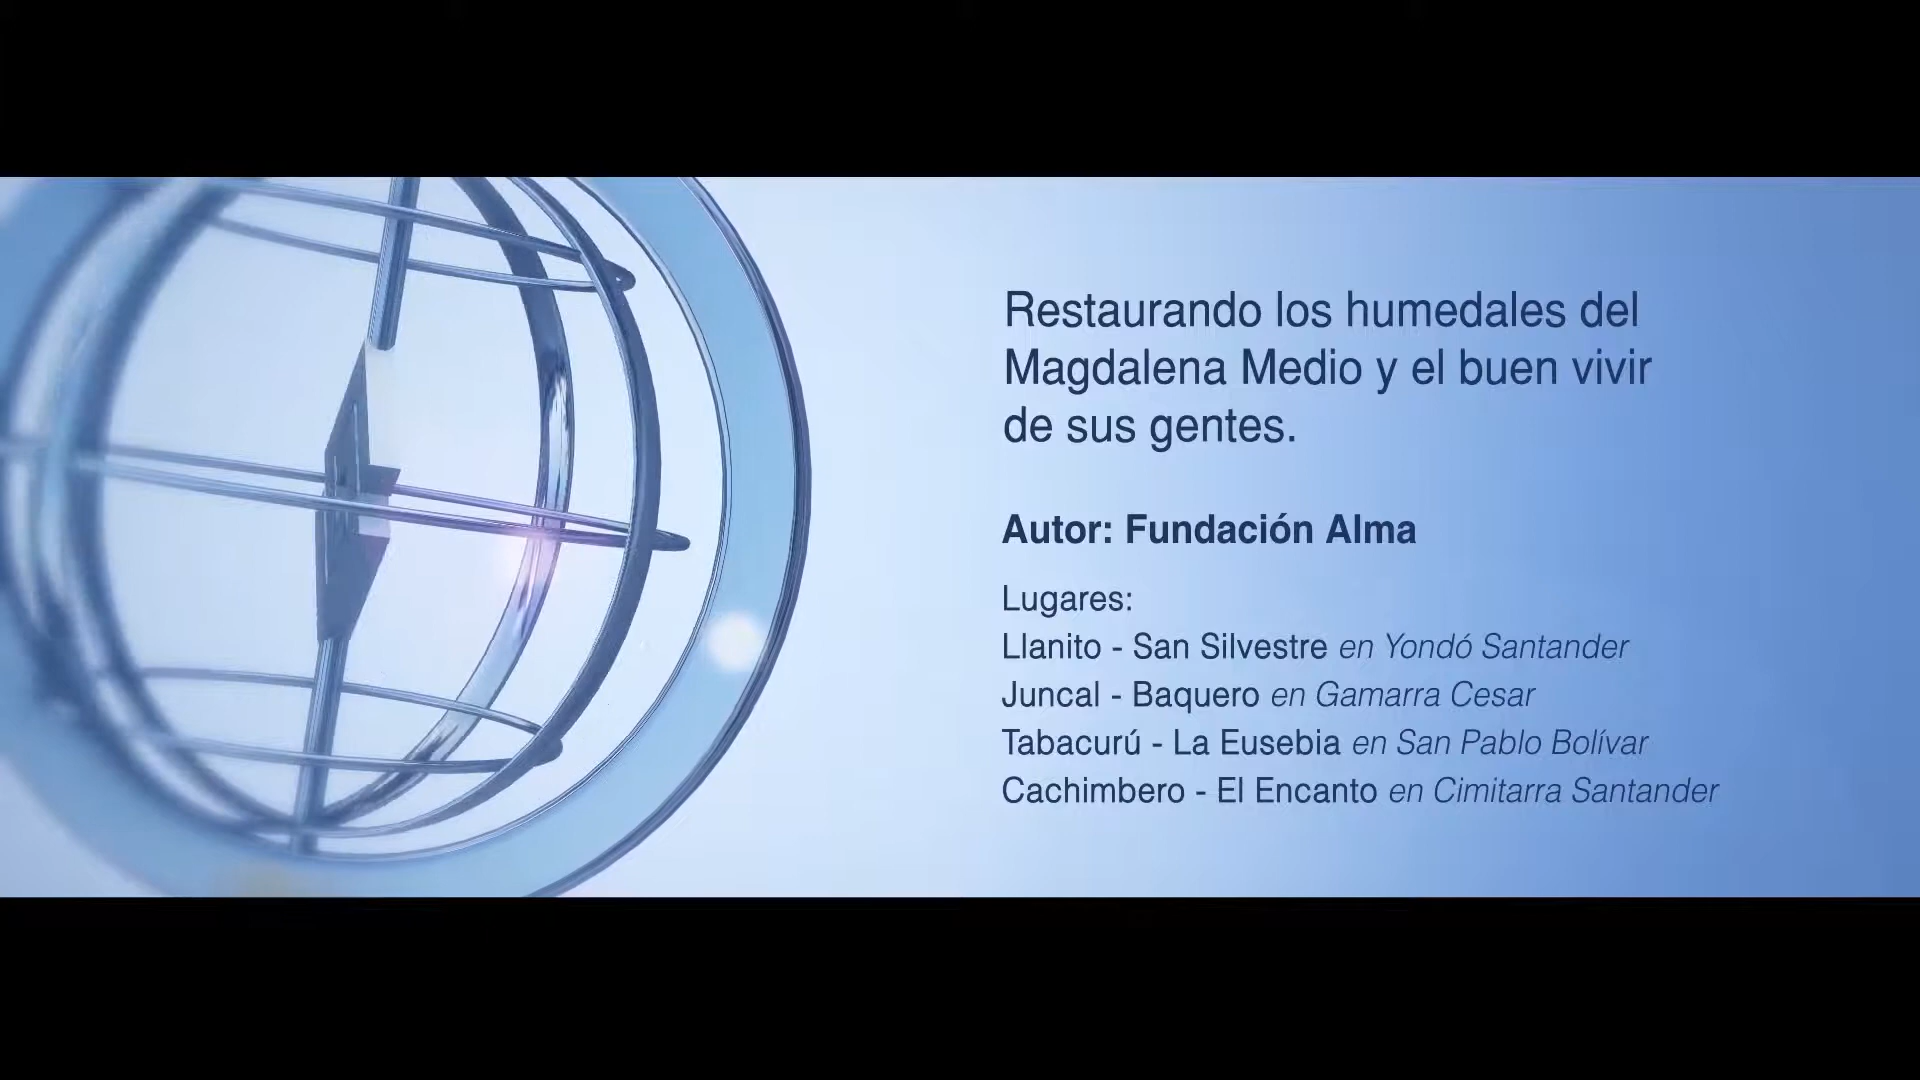 Restaurando los humedales del
Magdalena Medio y el buen vivir
de sus gentes.
Autor: Fundación Alma
Lugares:
Llanito - San Silvestre en Yondó Santander
Juncal - Baquero en Gamarra Cesar
Tabacurú - La Eusebia en San Pablo Bolívar
Cachimbero - El Encanto en Cimitarra Santander